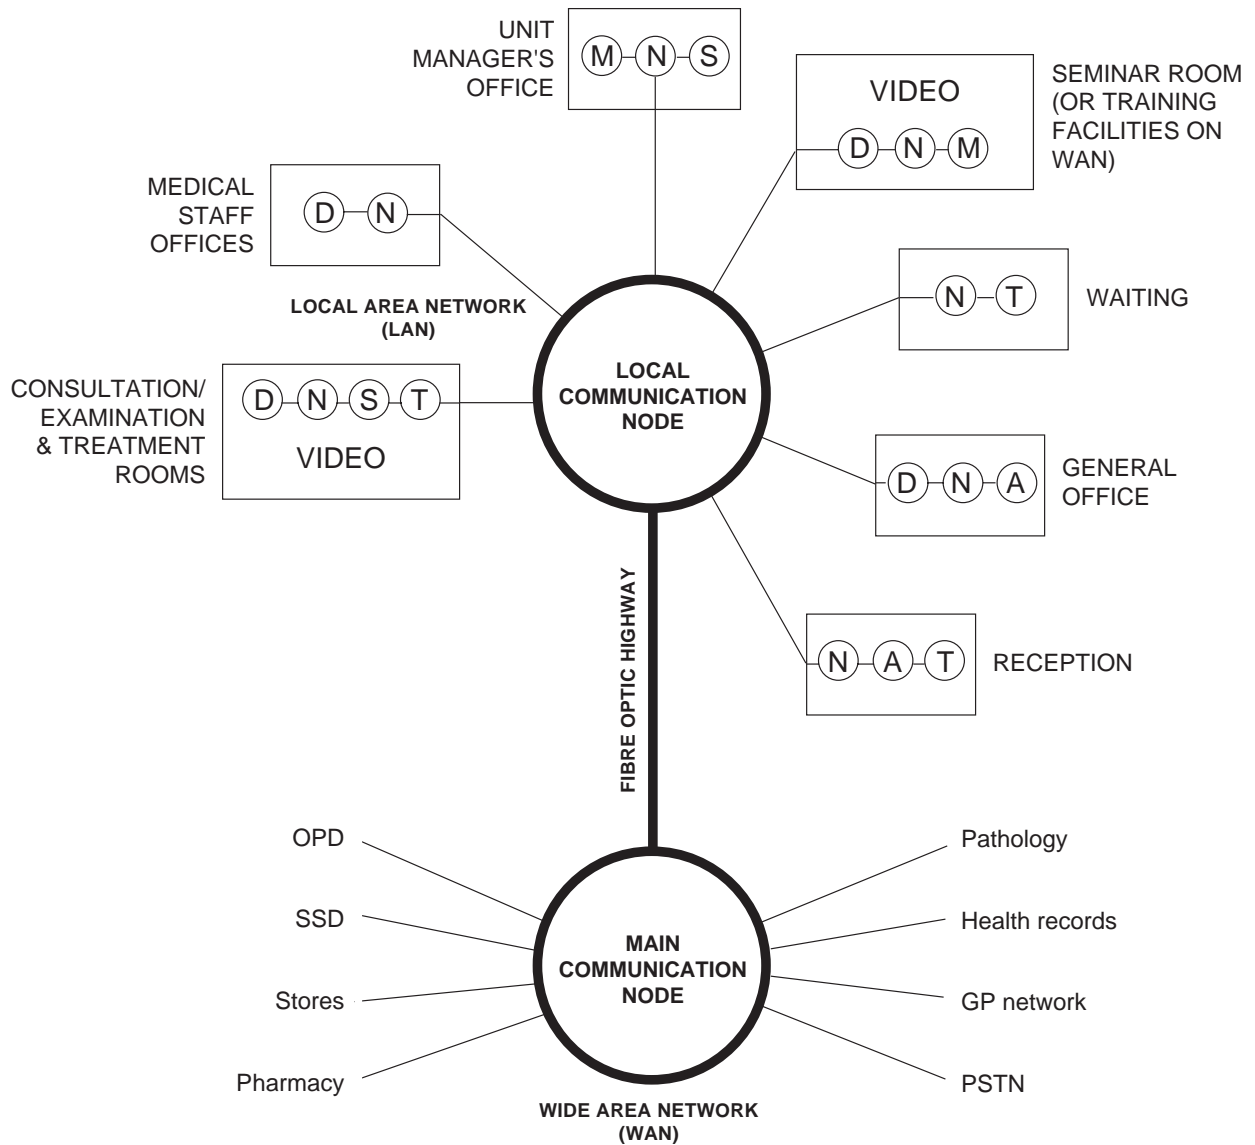 UNIT
MANAGER'S
OFFICE
M N S
VIDEO
D N M
SEMINAR ROOM
(OR TRAINING
FACILITIES ON
WAN)
MEDICAL
STAFF
OFFICES
D N
LOCAL AREA NETWORK
(LAN)
N T
WAITING
CONSULTATION/
EXAMINATION
& TREATMENT
ROOMS
D N S T
VIDEO
LOCAL
COMMUNICATION
NODE
D N A
GENERAL
OFFICE
N A T
RECEPTION
FIBRE OPTIC HIGHWAY
OPD
SSD
Stores
Pharmacy
MAIN
COMMUNICATION
NODE
Pathology
Health records
GP network
PSTN
WIDE AREA NETWORK
(WAN)